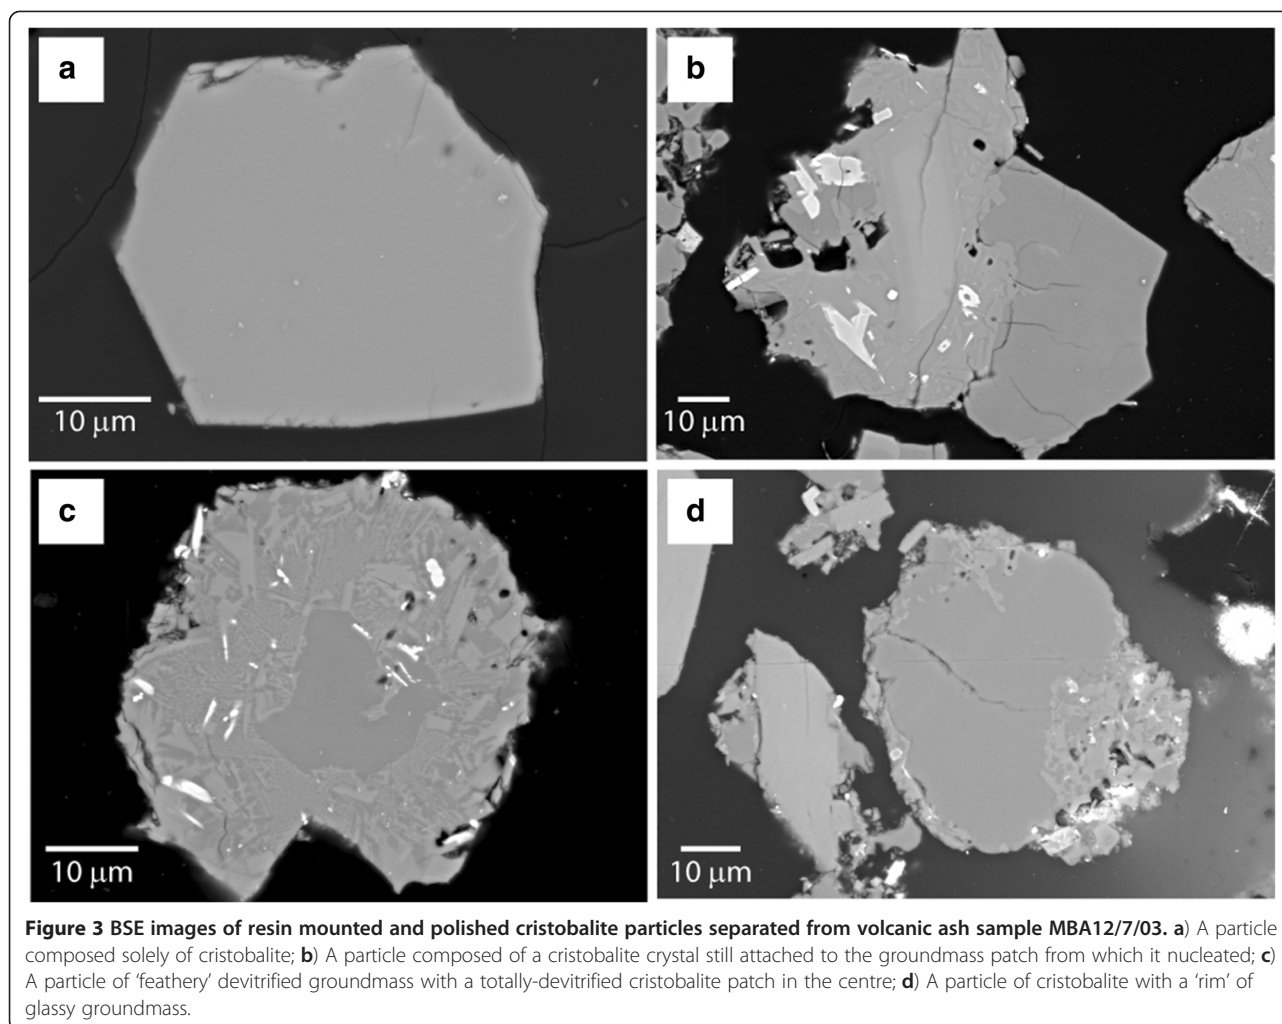 a
b
10 μm
10 μm
c
d
10 μm
10 μm
Figure 3 BSE images of resin mounted and polished cristobalite particles separated from volcanic ash sample MBA12/7/03. a) A particle
composed solely of cristobalite; b) A particle composed of a cristobalite crystal still attached to the groundmass patch from which it nucleated; c)
A particle of ‘feathery’ devitrified groundmass with a totally-devitrified cristobalite patch in the centre; d) A particle of cristobalite with a ‘rim’ of
glassy groundmass.